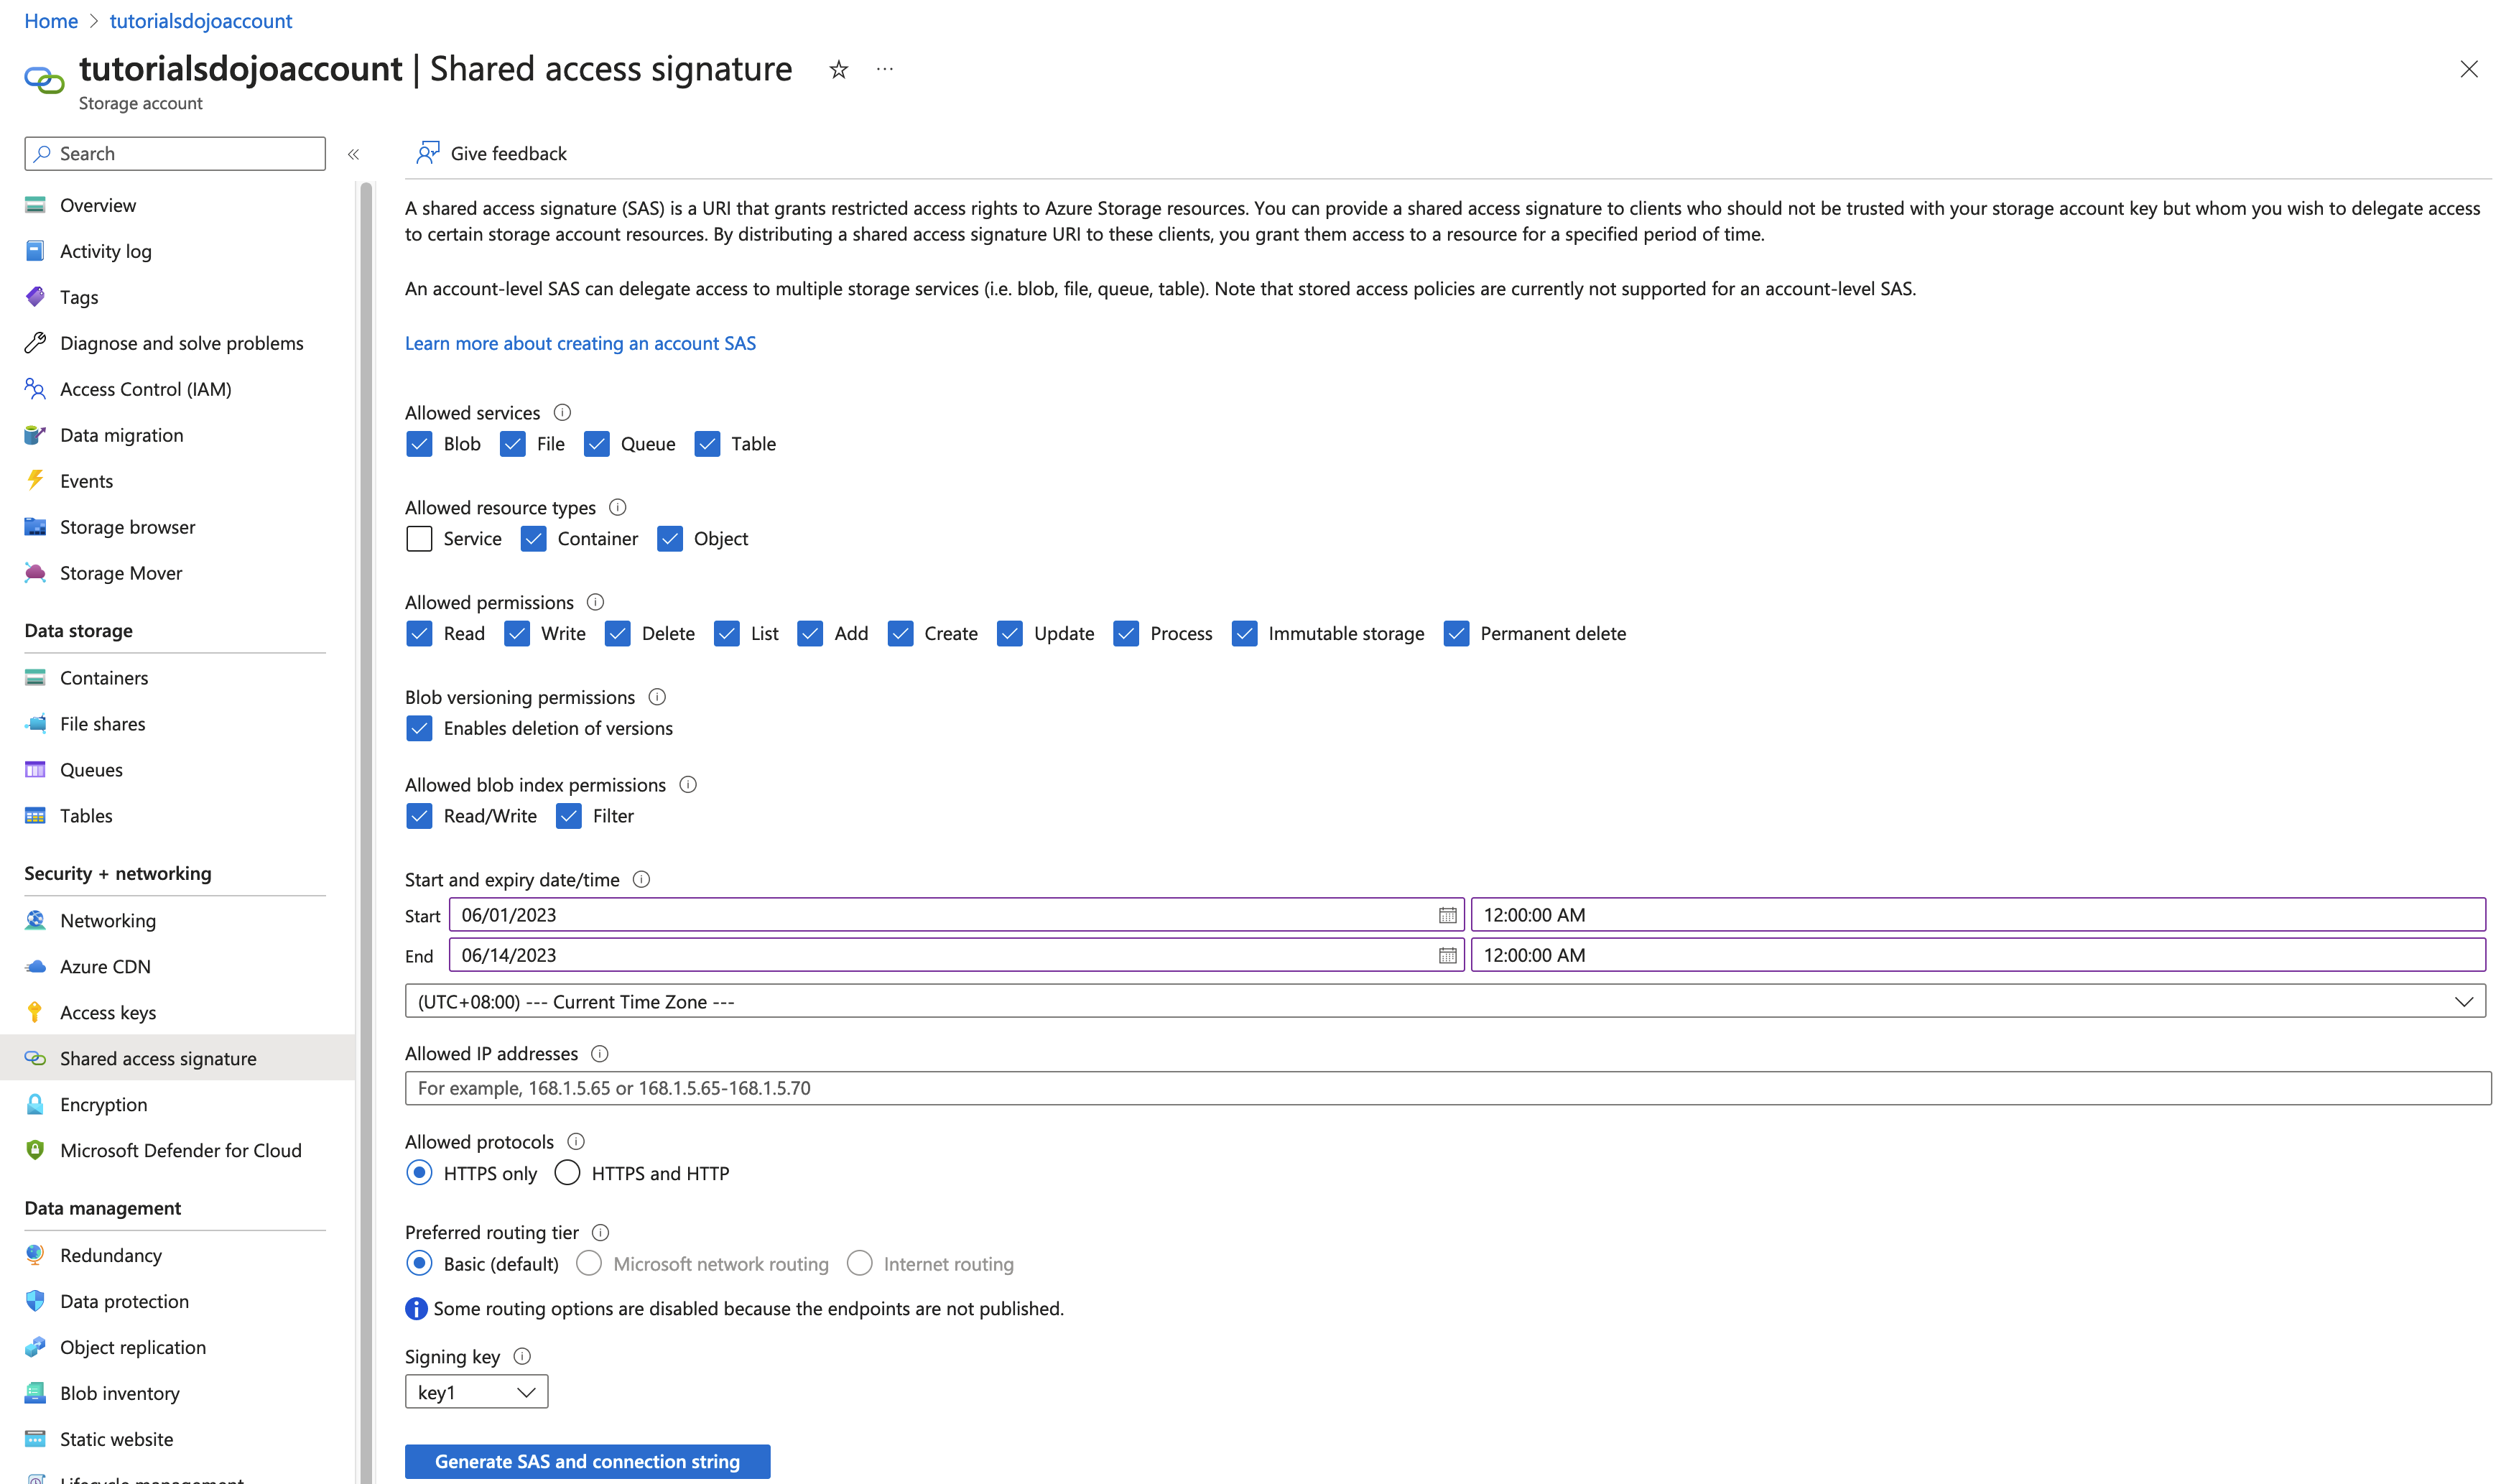 Home > tutorialsdojoaccount
tutorialsdojoaccount | Shared access signature
Storage account
Search
Overview
Activity log
Tags
Diagnose and solve problems
Access Control (IAM)
Data migration
Events
Storage browser
Storage Mover
Data storage
Containers
File shares
Queues
Tables
Security + networking
Networking
Azure CDN
Access keys
Shared access signature
Encryption
Microsoft Defender for Cloud
Data management
Redundancy
Data protection
Object replication
Blob inventory
Static website
Lifecycle management
Give feedback
A shared access signature (SAS) is a URI that grants restricted access rights to Azure Storage resources. You can provide a shared access signature to clients who should not be trusted with your storage account key but whom you wish to delegate access
to certain storage account resources. By distributing a shared access signature URI to these clients, you grant them access to a resource for a specified period of time.
An account-level SAS can delegate access to multiple storage services (i.e. blob, file, queue, table). Note that stored access policies are currently not supported for an account-level SAS.
Learn more about creating an account SAS
Allowed services
Blob File Queue Table
Allowed resource types
Service Container Object
Allowed permissions
Read Write Delete List Add Create Update Process Immutable storage Permanent delete
Blob versioning permissions
Enables deletion of versions
Allowed blob index permissions
Read/Write Filter
Start and expiry date/time
Start 06/01/2023 12:00:00 AM
End 06/14/2023 12:00:00 AM
(UTC+08:00) --- Current Time Zone ---
Allowed IP addresses
For example, 168.1.5.65 or 168.1.5.65-168.1.5.70
Allowed protocols
HTTPS only HTTPS and HTTP
Preferred routing tier
Basic (default) Microsoft network routing Internet routing
Some routing options are disabled because the endpoints are not published.
Signing key
key1
Generate SAS and connection string